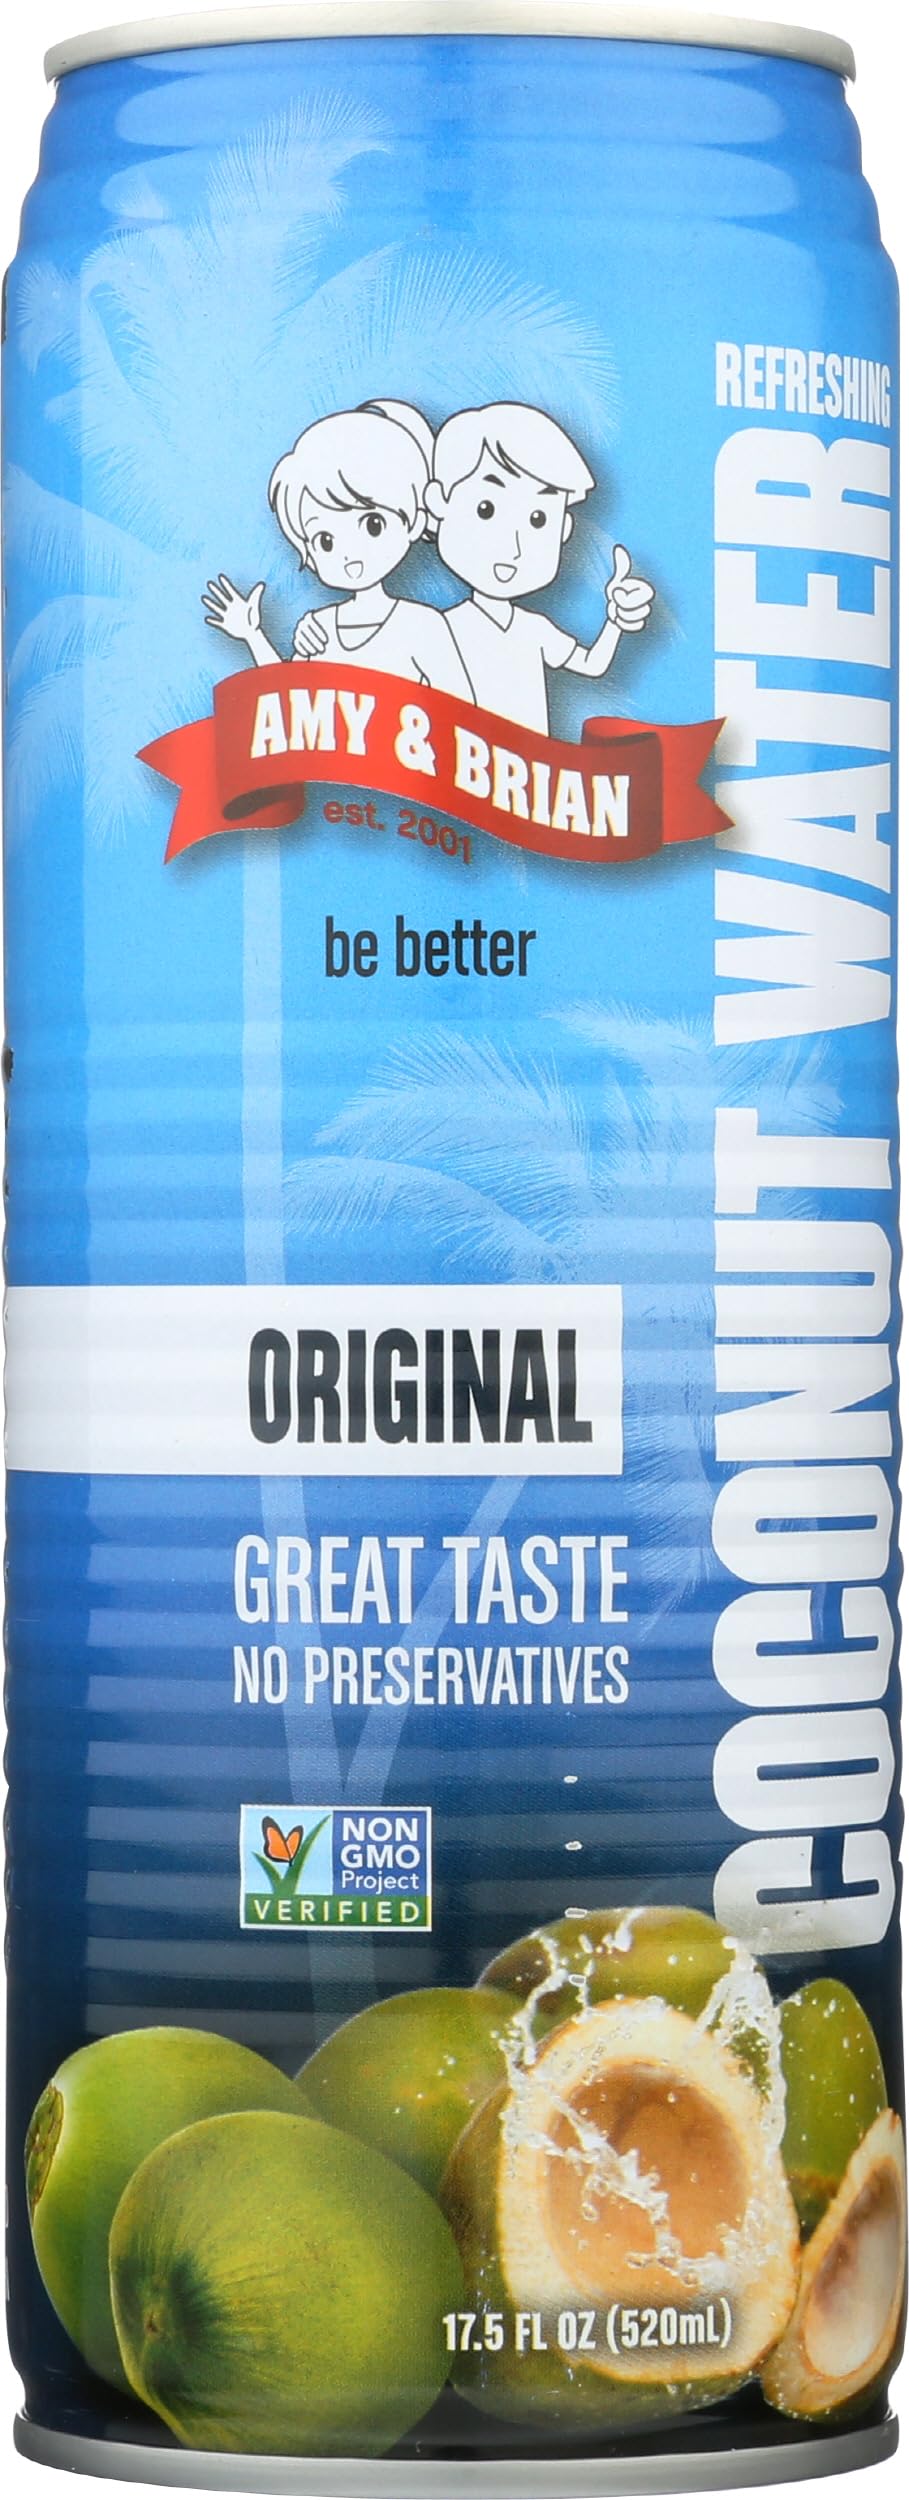 AMY & BRIAN
est. 2001
be better
REFRESHING
COCONUT WATER
ORIGINAL
GREAT TASTE
NO PRESERVATIVES
NON
GMO
Project
VERIFIED
17.5 FL OZ (520mL)